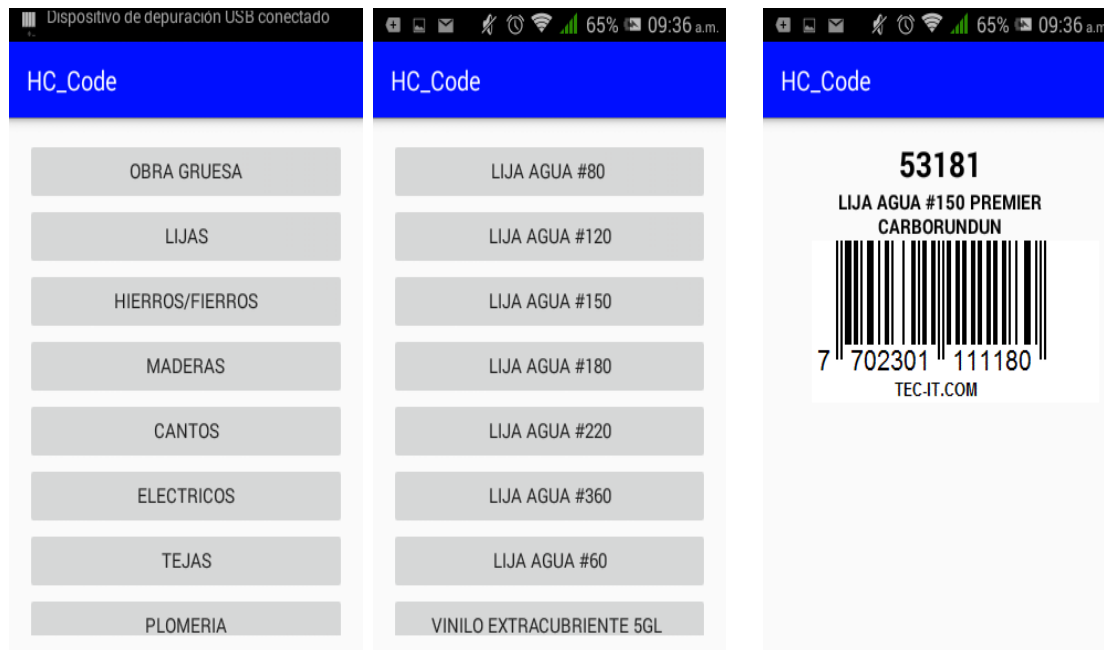 Dispositivo de depuración USB conectado
HC_Code
OBRA GRUESA
LIJAS
HIERROS/FIERROS
MADERAS
CANTOS
ELECTRICOS
TEJAS
PLOMERIA
65% 09:36 a.m.
HC_Code
LIJA AGUA #80
LIJA AGUA #120
LIJA AGUA #150
LIJA AGUA #180
LIJA AGUA #220
LIJA AGUA #360
LIJA AGUA #60
VINILO EXTRACUBRIENTE 5GL
65% 09:36 a.m
HC_Code
53181
LIJA AGUA #150 PREMIER
CARBORUNDUN
7 702301 111180
TEC-IT.COM